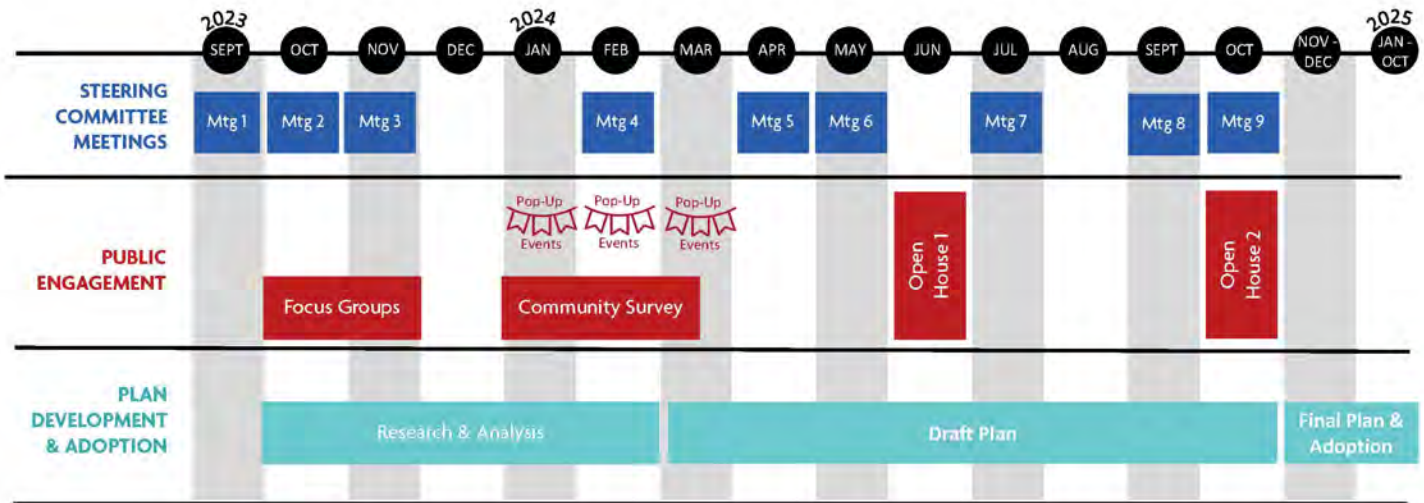 2023
2024
2025
SEPT
OCT
NOV
DEC
JAN
FEB
MAR
APR
MAY
JUN
JUL
AUG
SEPT
OCT
NOV -
DEC
JAN -
OCT
STEERING
COMMITTEE
MEETINGS
Mtg 1
Mtg 2
Mtg 3
Mtg 4
Mtg 5
Mtg 6
Mtg 7
Mtg 8
Mtg 9
PUBLIC
ENGAGEMENT
Pop-Up
Events
Pop-Up
Events
Pop-Up
Events
Focus Groups
Community Survey
Open
House 1
Open
House 2
PLAN
DEVELOPMENT
& ADOPTION
Research & Analysis
Draft Plan
Final Plan &
Adoption